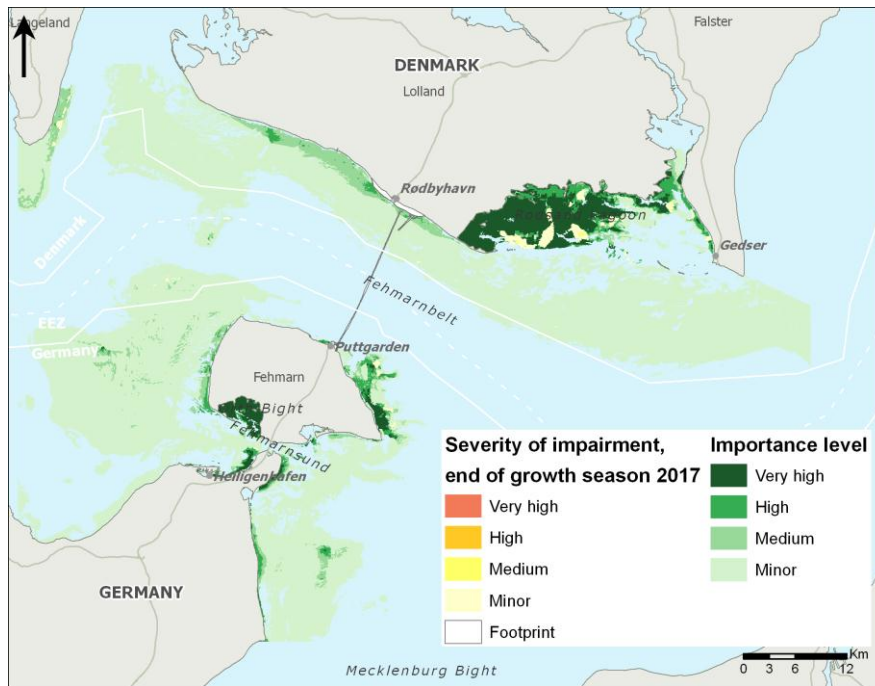 Langeland
Falster
DENMARK
Lolland
Rødbyhavn
Rødsand Lagoon
Gedser
Denmark
Fehmarnbelt
EEZ
Germany
Puttgarden
Fehmarn
Bight
Fehmarnsund
Heiligenhafen
GERMANY
Mecklenburg Bight
Severity of impairment,
end of growth season 2017
Very high
High
Medium
Minor
Footprint
Importance level
Very high
High
Medium
Minor
Km
0 3 6 12